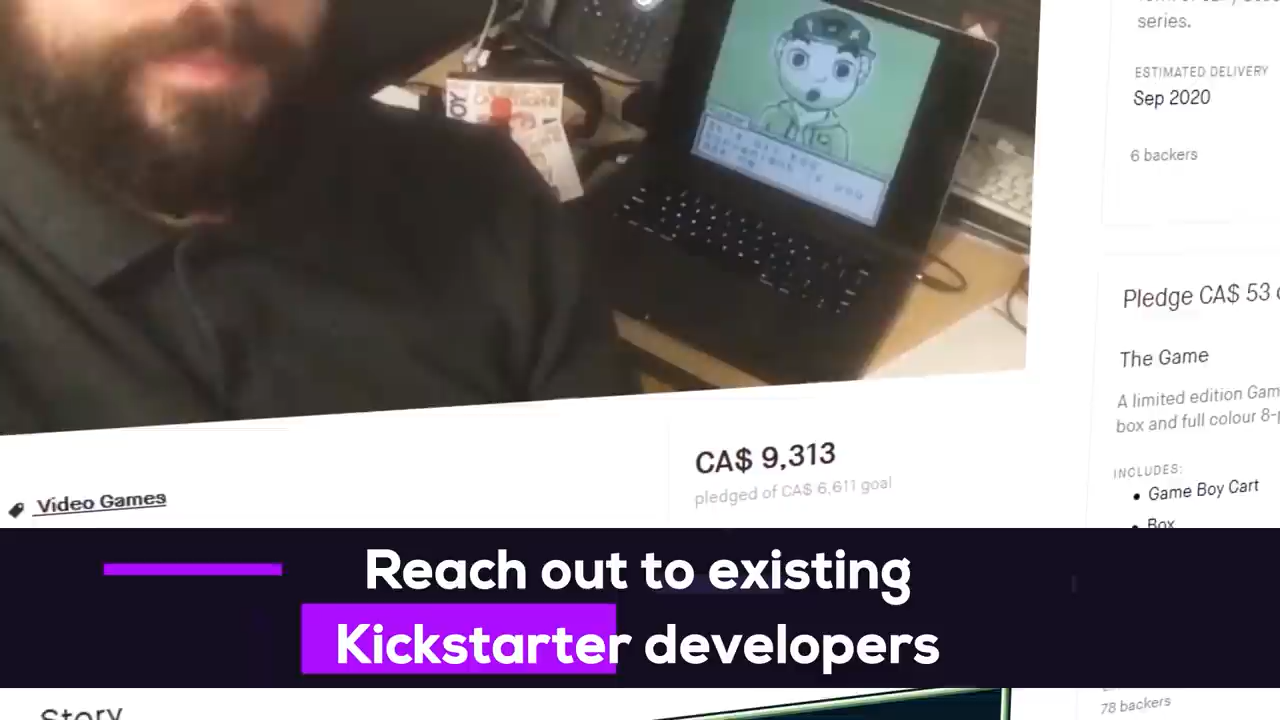 series.
ESTIMATED DELIVERY
Sep 2020
6 backers
Pledge CA$ 53
The Game
A limited edition Gam
box and full colour 8-
INCLUDES:
• Game Boy Cart
• Box
CA$ 9,313
pledged of CA$ 6,611 goal
Video Games
Reach out to existing
Kickstarter developers
Story
78 backers